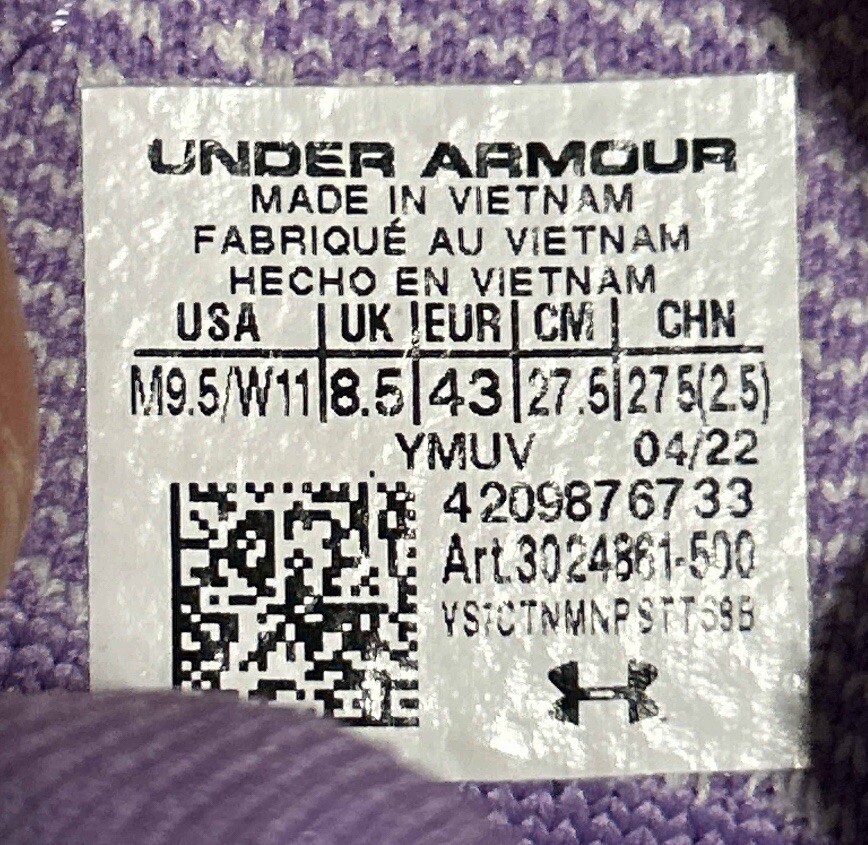 UNDER ARMOUR
MADE IN VIETNAM
FABRIQUÉ AU VIETNAM
HECHO EN VIETNAM
USA UK EUR CM CHN
M9.5/W11 8.5 43 27.5 275(2.5)
YMUV 04/22
4209876733
Art.3024861-500